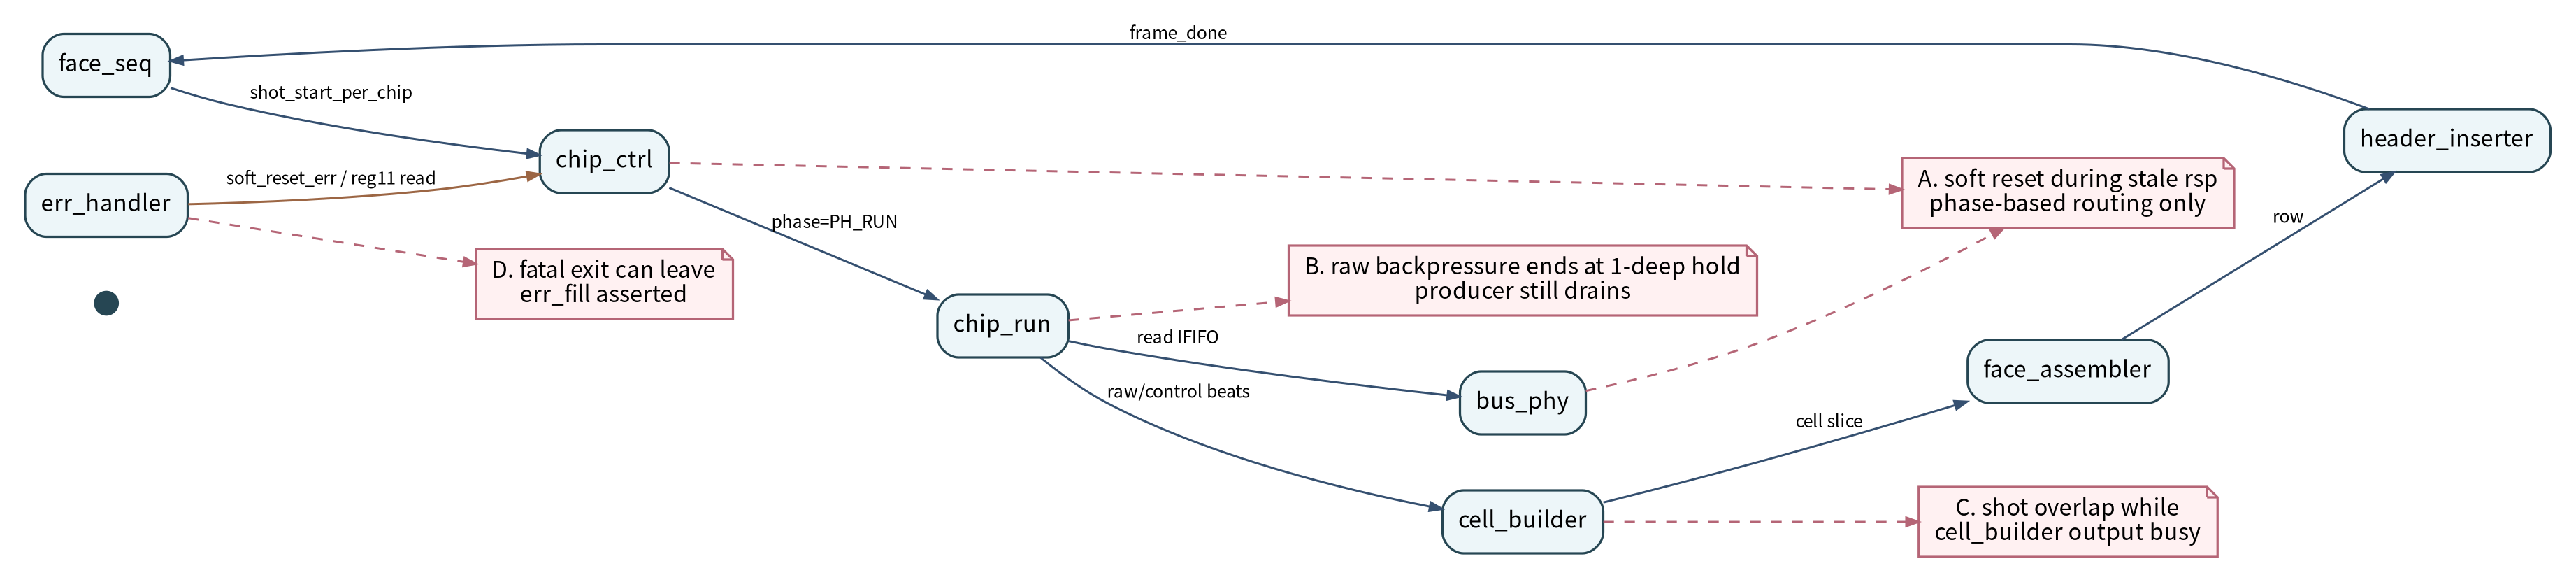 frame_done
face_seq
shot_start_per_chip
header_inserter
chip_ctrl
soft_reset_err / reg11 read
err_handler
A. soft reset during stale rsp
phase-based routing only
row
phase=PH_RUN
D. fatal exit can leave
err_fill asserted
B. raw backpressure ends at 1-deep hold
producer still drains
chip_run
read IFIFO
face_assembler
raw/control beats
bus_phy
cell slice
cell_builder
C. shot overlap while
cell_builder output busy